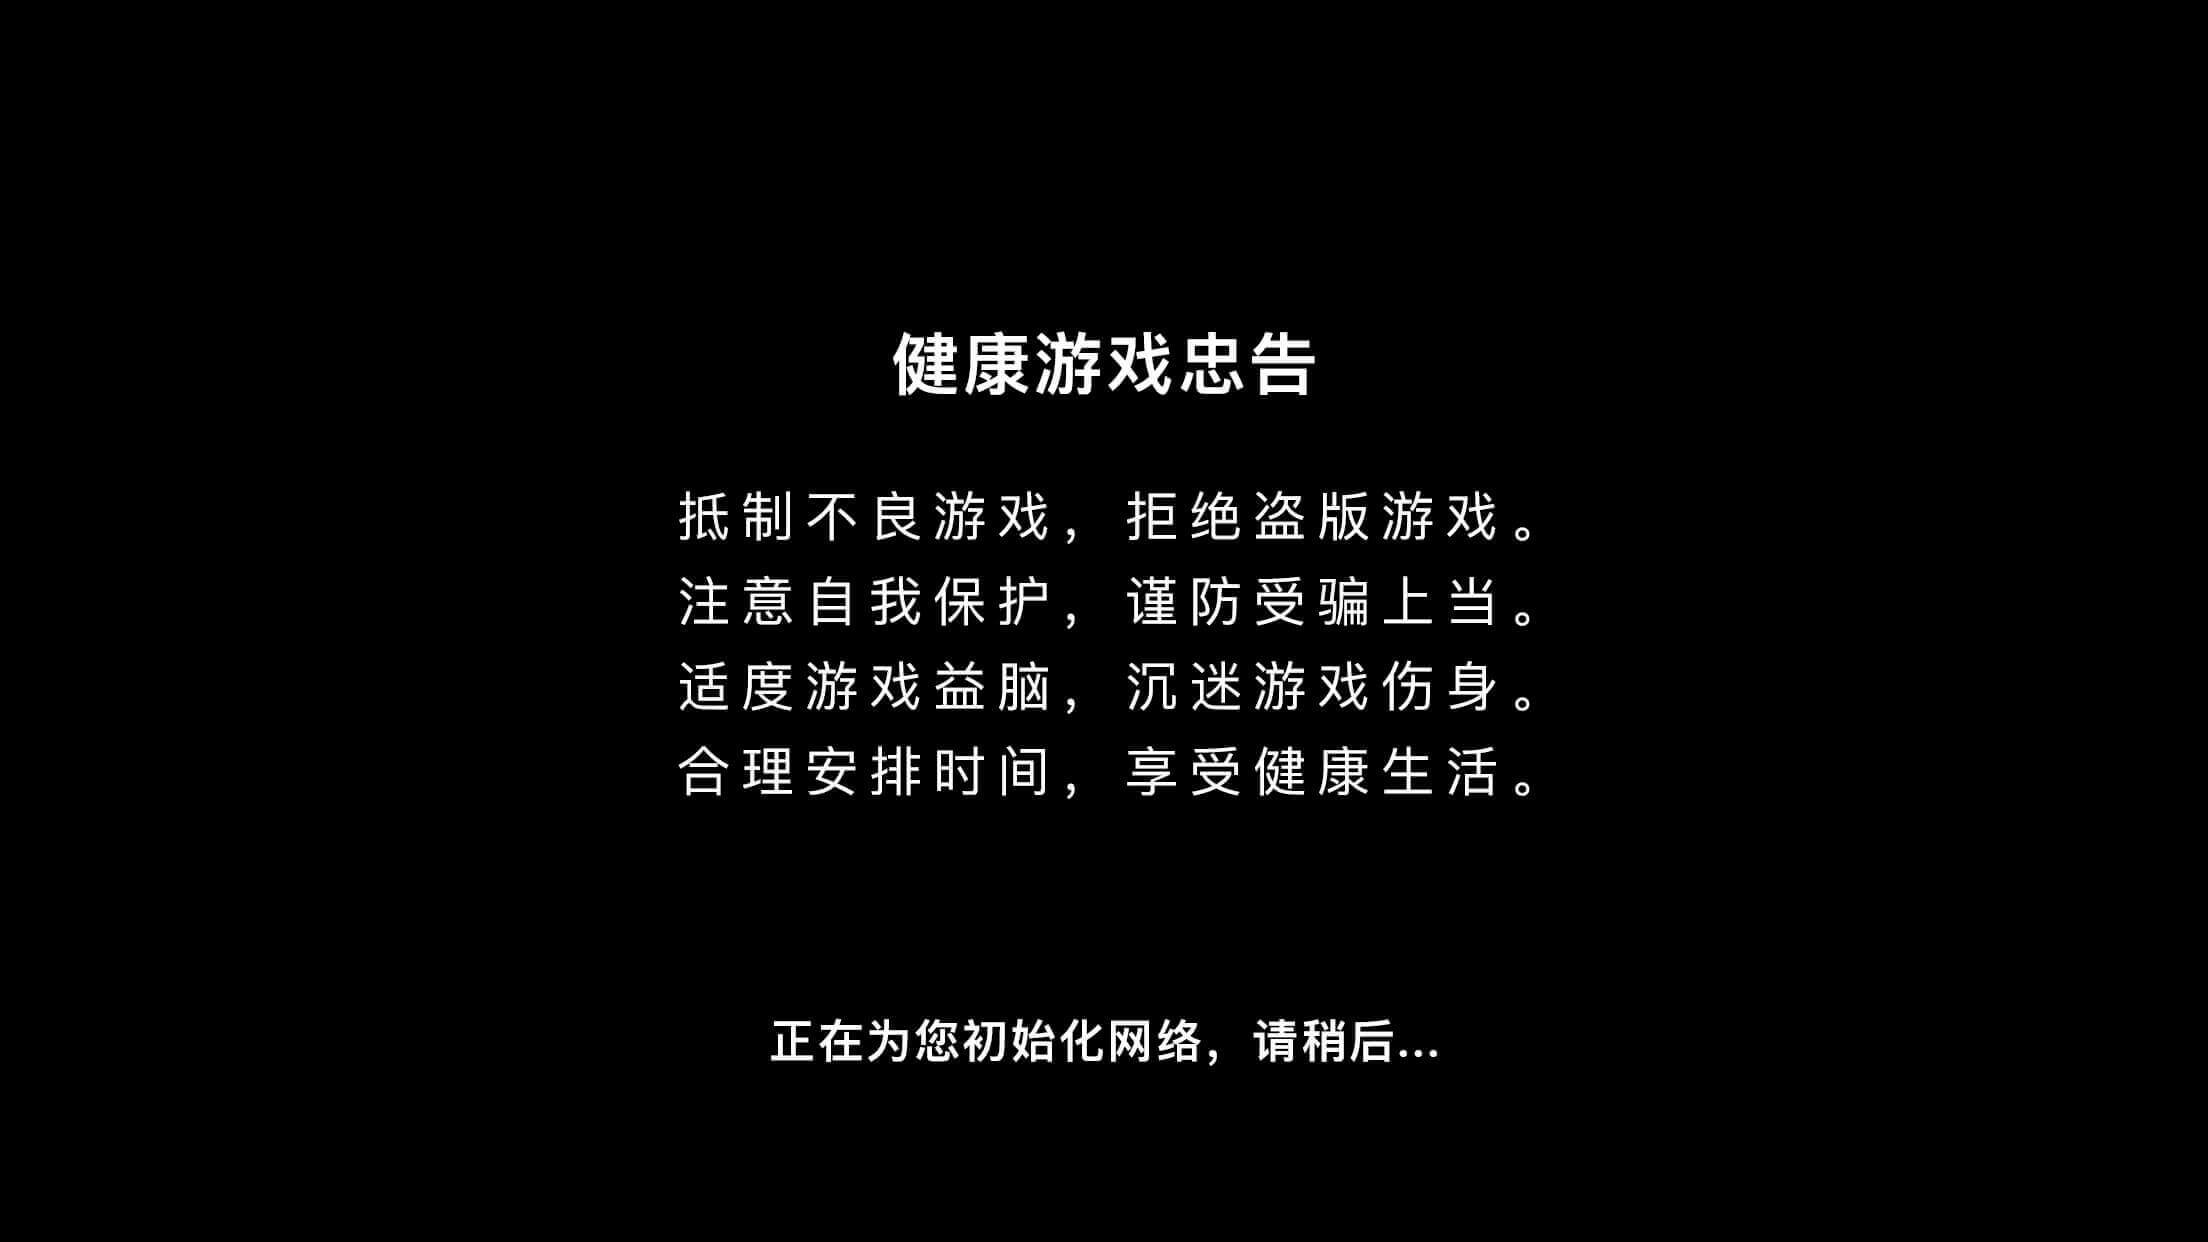 健康游戏忠告
抵制不良游戏，拒绝盗版游戏。
注意自我保护，谨防受骗上当。
适度游戏益脑，沉迷游戏伤身。
合理安排时间，享受健康生活。
正在为您初始化网络，请稍后...